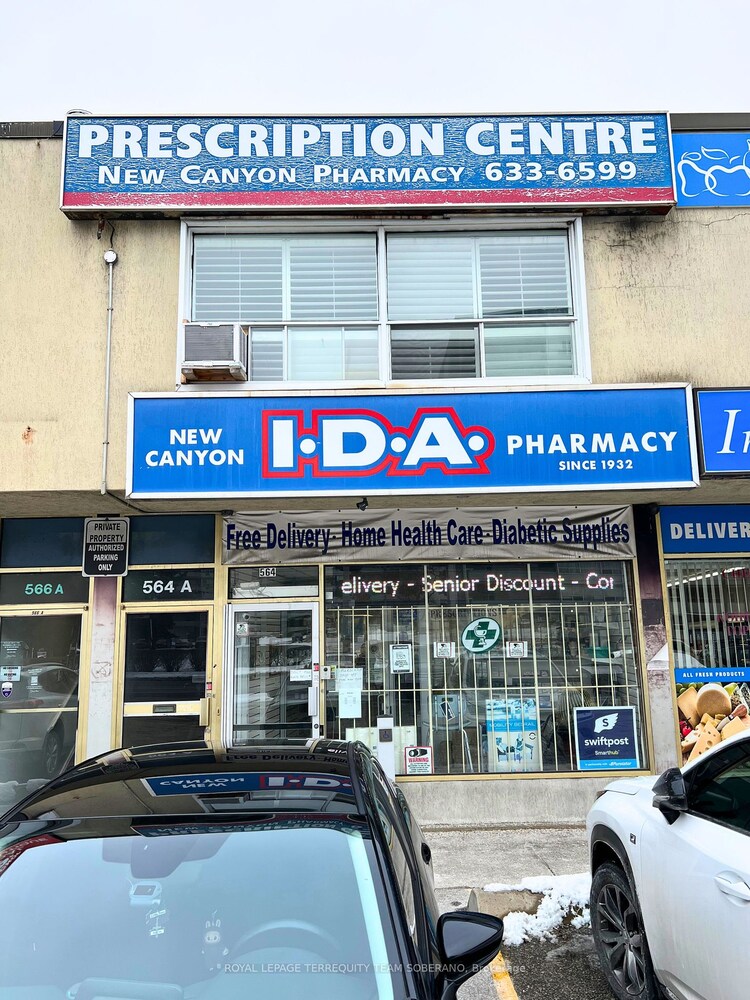 PRESCRIPTION CENTRE
NEW CANYON PHARMACY 633-6599
NEW CANYON
I·D·A·
PHARMACY
SINCE 1932
Free Delivery- Home Health Care-Diabetic Supplies
PRIVATE
PROPERTY
AUTHORIZED
PARKING
ONLY
566 A
564 A
564
elivery - Senior Discount - Co
DELIVER
ALL FRESH PRODUCTS
S
swiftpost
Smarthub
WARNING
ROYAL LEPAGE TERREQUITY TEAM SOBERANO, Brokerage